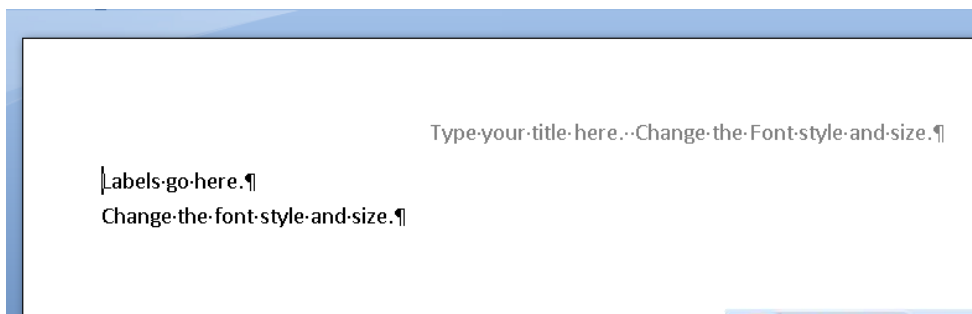 Type·your·title·here.··Change·the·Font·style·and·size.¶
Labels·go·here.¶
Change·the·font·style·and·size.¶